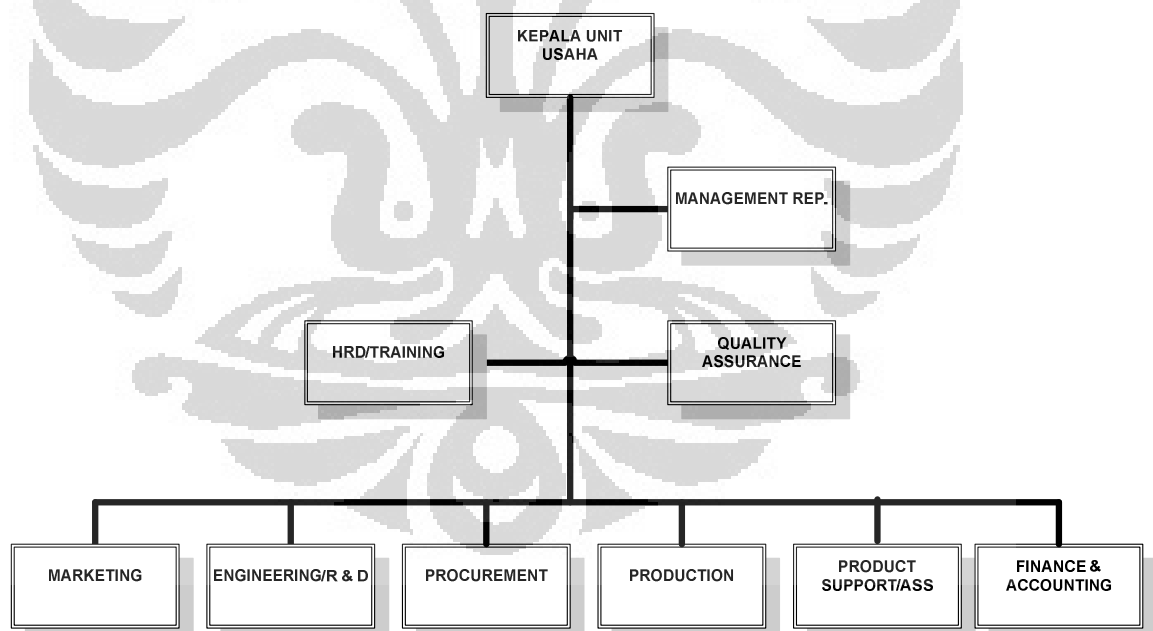 KEPALA UNIT
USAHA
MANAGEMENT REP.
HRD/TRAINING
QUALITY
ASSURANCE
MARKETING
ENGINEERING/R & D
PROCUREMENT
PRODUCTION
PRODUCT
SUPPORT/ASS
FINANCE &
ACCOUNTING